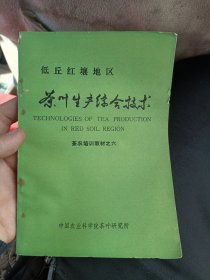 低丘红壤地区
茶叶生产综合技术
TECHNOLOGIES OF TEA PRODUCTION
IN RED SOIL REGION
茶农培训教材之六
中国农业科学院茶叶研究所